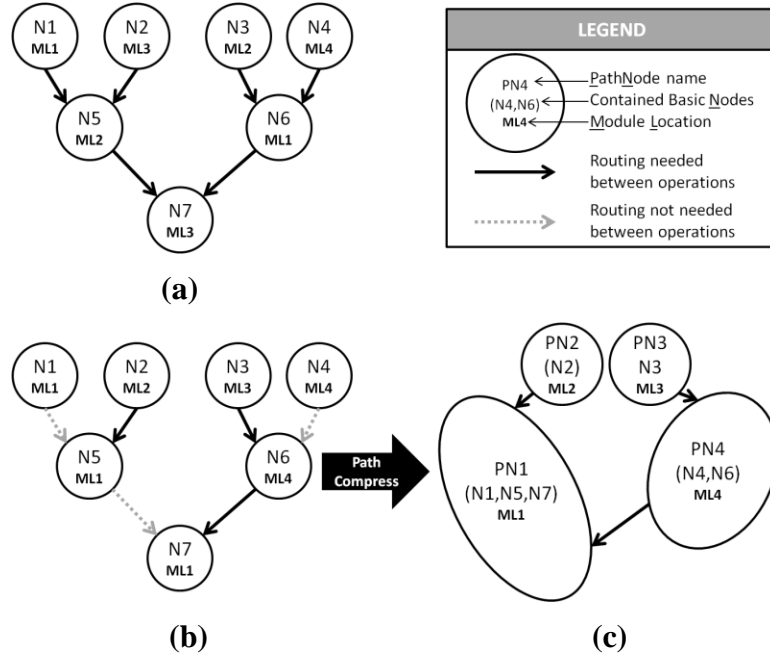 N1
ML1
N2
ML3
N3
ML2
N4
ML4
N5
ML2
N6
ML1
N7
ML3
(a)
LEGEND
PN4
(N4,N6)
ML4
PathNode name
Contained Basic Nodes
Module Location
Routing needed
between operations
Routing not needed
between operations
N1
ML1
N2
ML2
N3
ML3
N4
ML4
N5
ML1
N6
ML4
N7
ML1
(b)
Path
Compress
PN2
(N2)
ML2
PN3
N3
ML3
PN1
(N1,N5,N7)
ML1
PN4
(N4,N6)
ML4
(c)